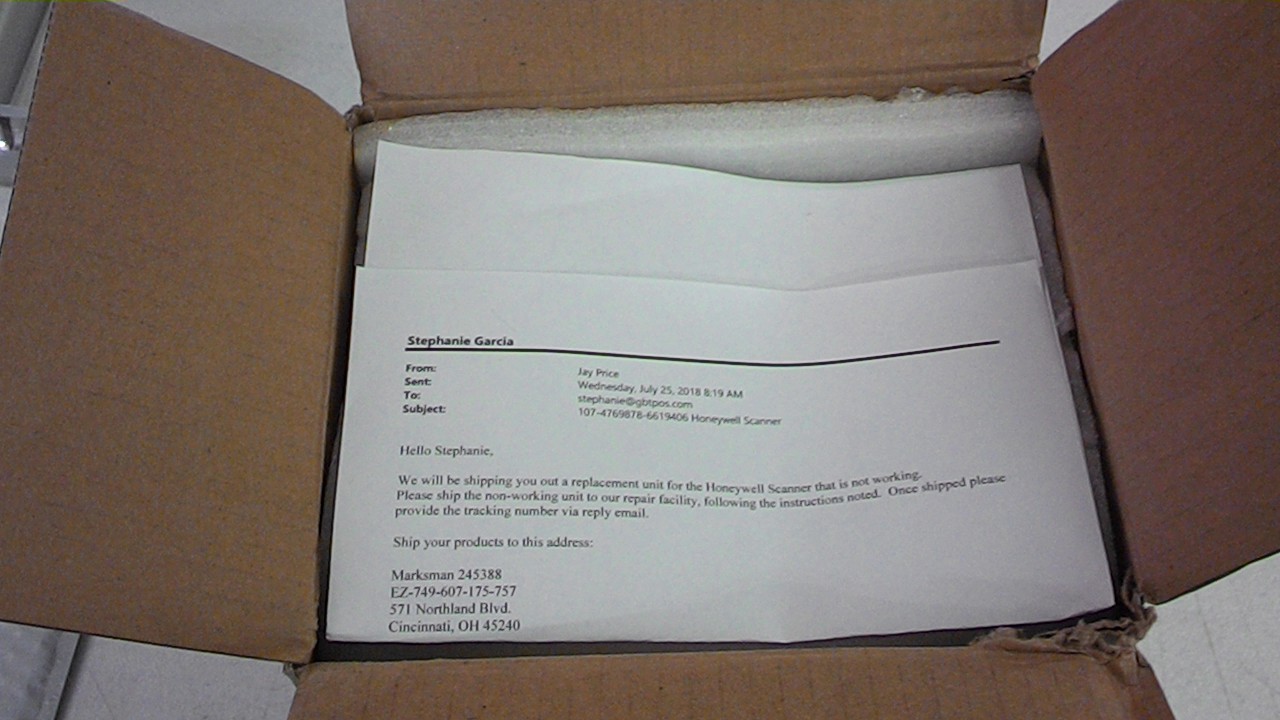 Stephanie Garcia
From: Jay Price
Sent: Wednesday, July 25, 2018 8:19 AM
To: stephanie@gbtpos.com
Subject: 107-4769878-6619406 Honeywell Scanner
Hello Stephanie,
We will be shipping you out a replacement unit for the Honeywell Scanner that is not working.
Please ship the non-working unit to our repair facility, following the instructions noted. Once shipped please
provide the tracking number via reply email.
Ship your products to this address:
Marksman 245388
EZ-749-607-175-757
571 Northland Blvd.
Cincinnati, OH 45240